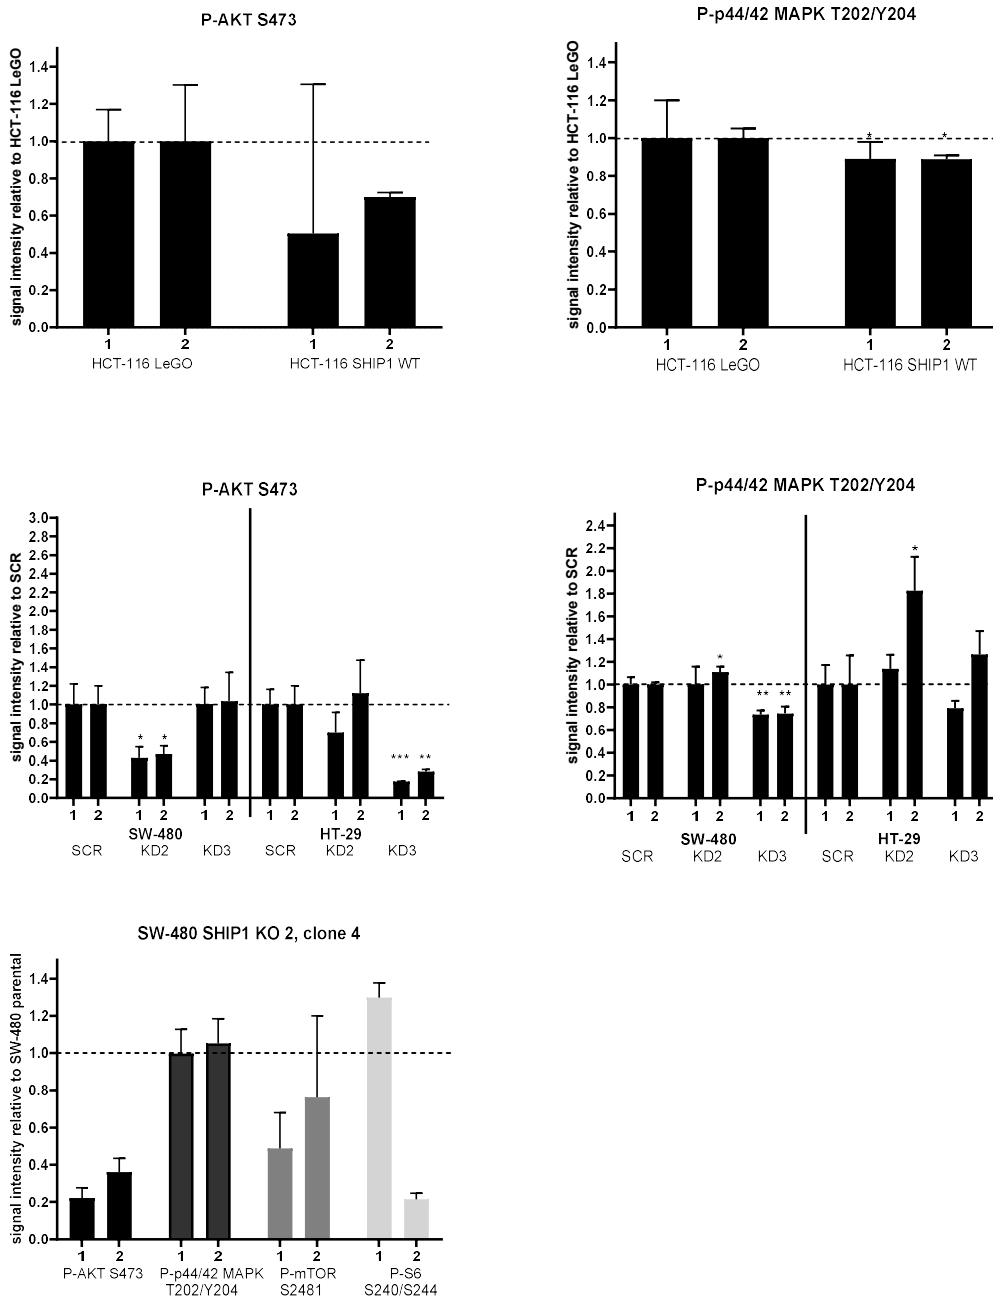 P-AKT S473
signal intensity relative to HCT-116 LeGO
1.4
1.2
1.0
0.8
0.6
0.4
0.2
0.0
1 2 1 2
HCT-116 LeGO HCT-116 SHIP1 WT
P-p44/42 MAPK T202/Y204
signal intensity relative to HCT-116 LeGO
1.4
1.2
1.0
0.8
0.6
0.4
0.2
0.0
* *
1 2 1 2
HCT-116 LeGO HCT-116 SHIP1 WT
P-AKT S473
signal intensity relative to SCR
3.0
2.8
2.6
2.4
2.2
2.0
1.8
1.6
1.4
1.2
1.0
0.8
0.6
0.4
0.2
0.0
* * *** **
1 2 1 2 1 2 1 2 1 2 1 2
SW-480 HT-29
SCR KD2 KD3 SCR KD2 KD3
P-p44/42 MAPK T202/Y204
signal intensity relative to SCR
2.4
2.2
2.0
1.8
1.6
1.4
1.2
1.0
0.8
0.6
0.4
0.2
0.0
* ** ** *
1 2 1 2 1 2 1 2 1 2 1 2
SW-480 HT-29
SCR KD2 KD3 SCR KD2 KD3
SW-480 SHIP1 KO 2, clone 4
signal intensity relative to SW-480 parental
1.4
1.2
1.0
0.8
0.6
0.4
0.2
0.0
1 2 1 2 1 2 1 2
P-AKT S473 P-p44/42 MAPK P-mTOR P-S6
T202/Y204 S2481 S240/S244